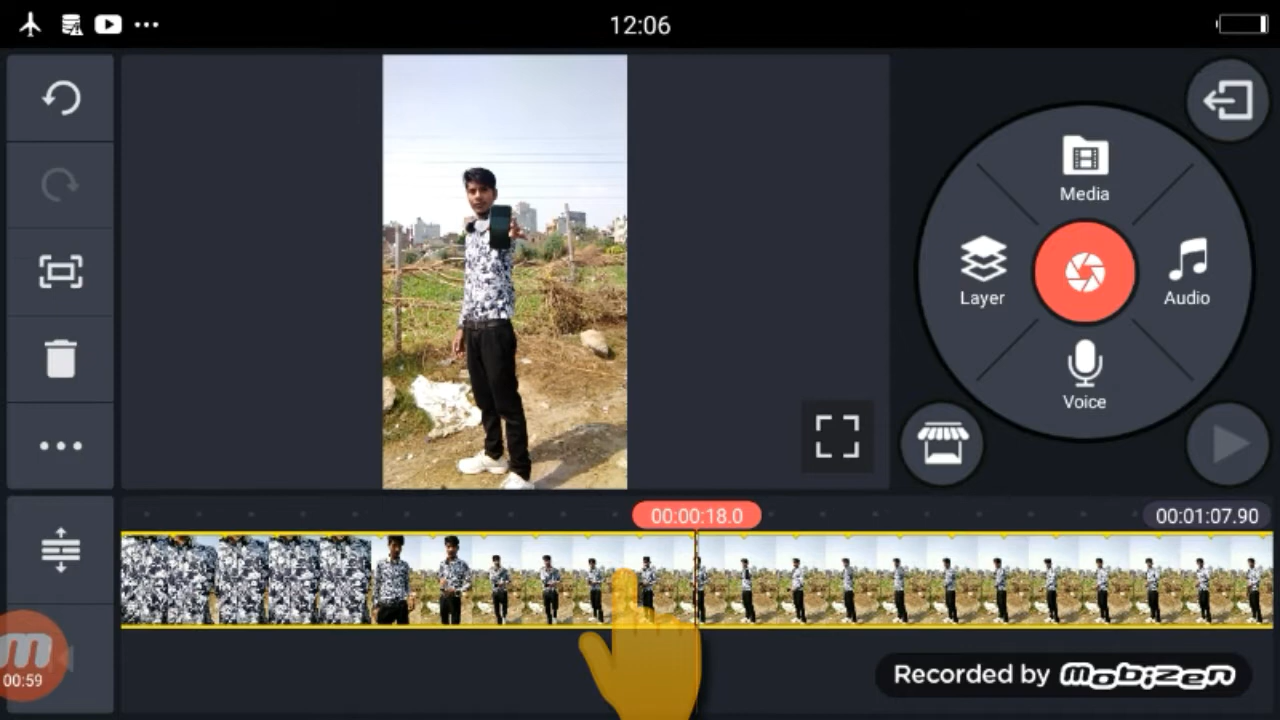 12:06
Media
Layer
Audio
Voice
00:00:18.0
00:01:07.90
m
00:59
Recorded by mobizen